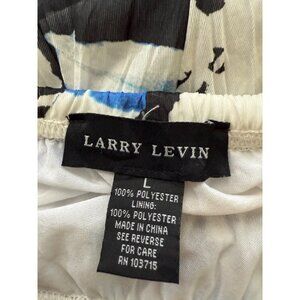 LARRY LEVIN
L
100% POLYESTER
LINING:
100% POLYESTER
MADE IN CHINA
SEE REVERSE
FOR CARE
RN 103715